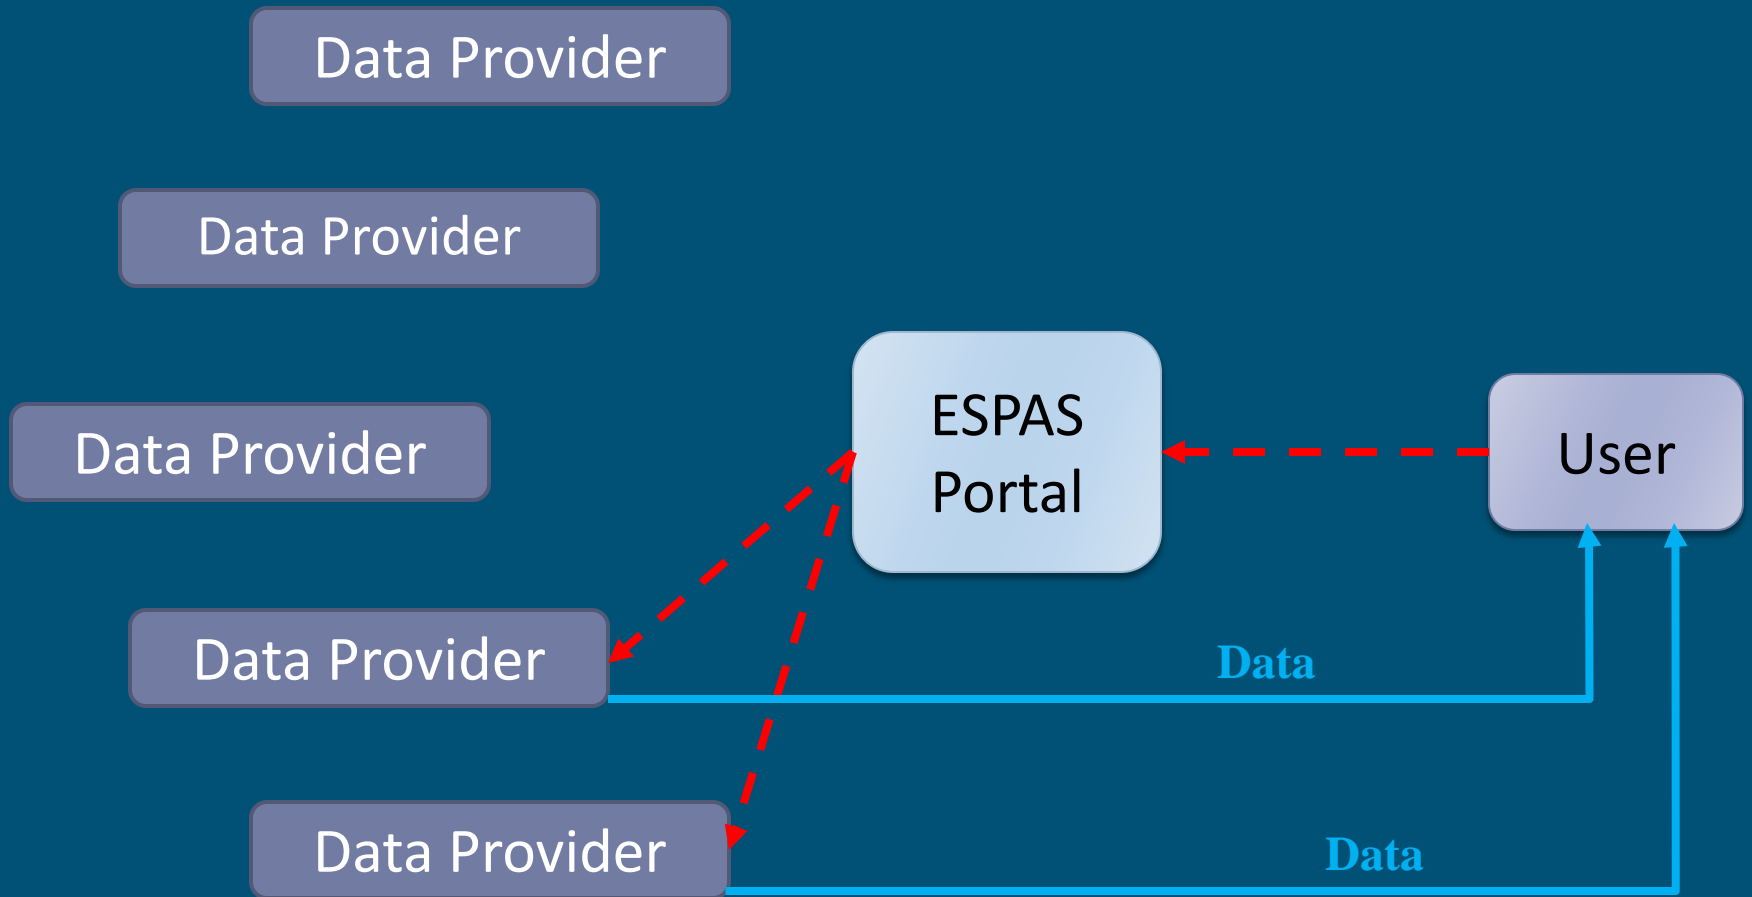 Data Provider
Data Provider
ESPAS
Portal
User
Data Provider
Data Provider
Data
Data Provider
Data